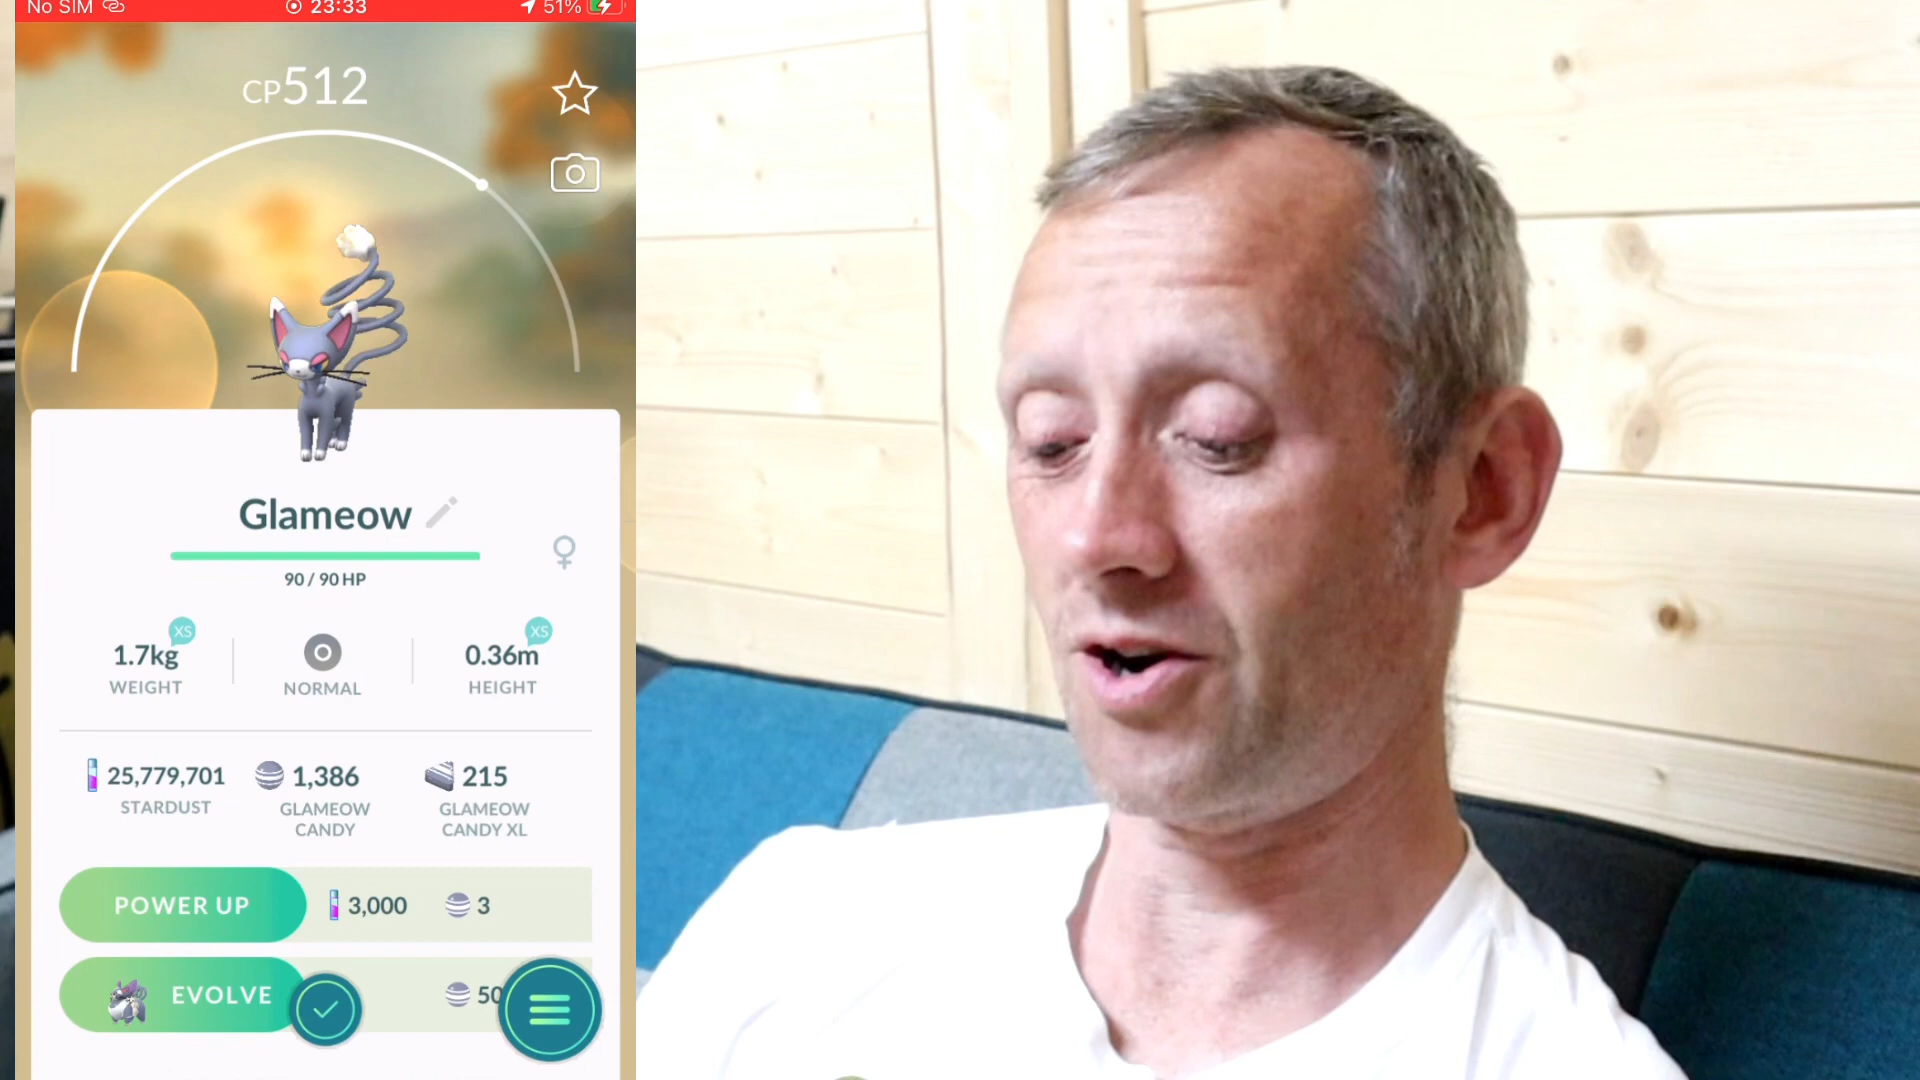 No SIM 23:33 51%
CP512
Glameow
90 / 90 HP
XS XS
1.7kg 0.36m
WEIGHT NORMAL HEIGHT
25,779,701 1,386 215
STARDUST GLAMEOW GLAMEOW
CANDY CANDY XL
POWER UP 3,000 3
EVOLVE 50